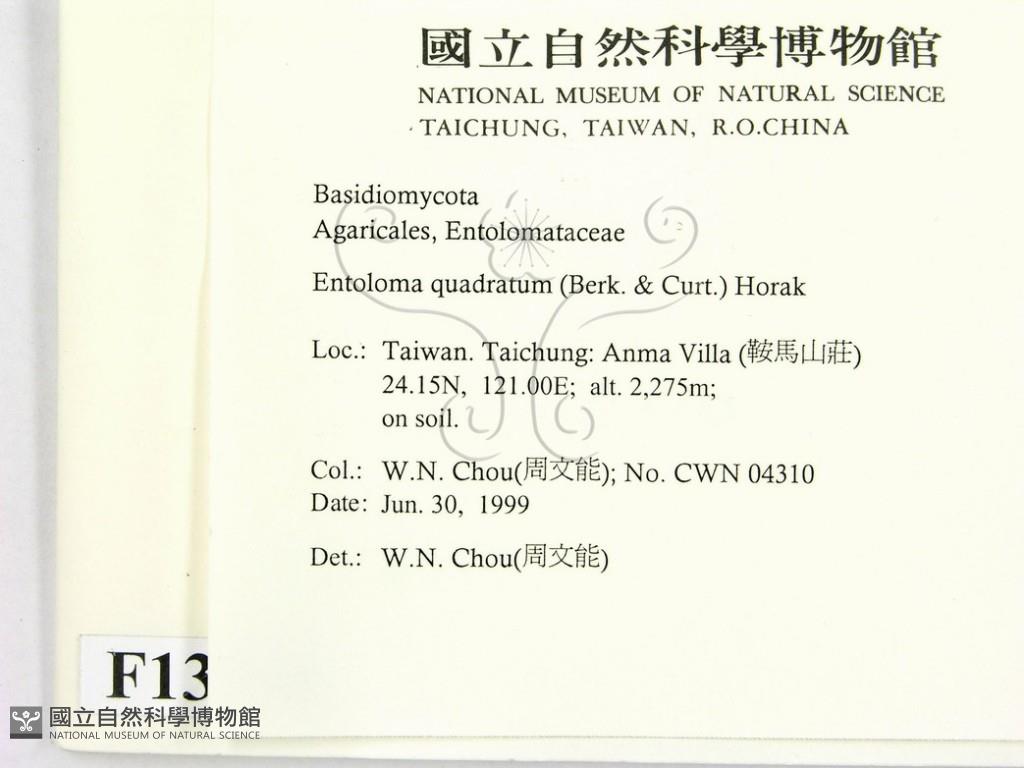 國立自然科學博物館
NATIONAL MUSEUM OF NATURAL SCIENCE
TAICHUNG, TAIWAN, R.O.CHINA
Basidiomycota
Agaricales, Entolomataceae
Entoloma quadratum (Berk. & Curt.) Horak
Loc.: Taiwan. Taichung: Anma Villa (鞍馬山莊)
24.15N, 121.00E; alt. 2,275m;
on soil.
Col.: W.N. Chou(周文能); No. CWN 04310
Date: Jun. 30, 1999
Det.: W.N. Chou(周文能)
F13
國立自然科學博物館
NATIONAL MUSEUM OF NATURAL SCIENCE